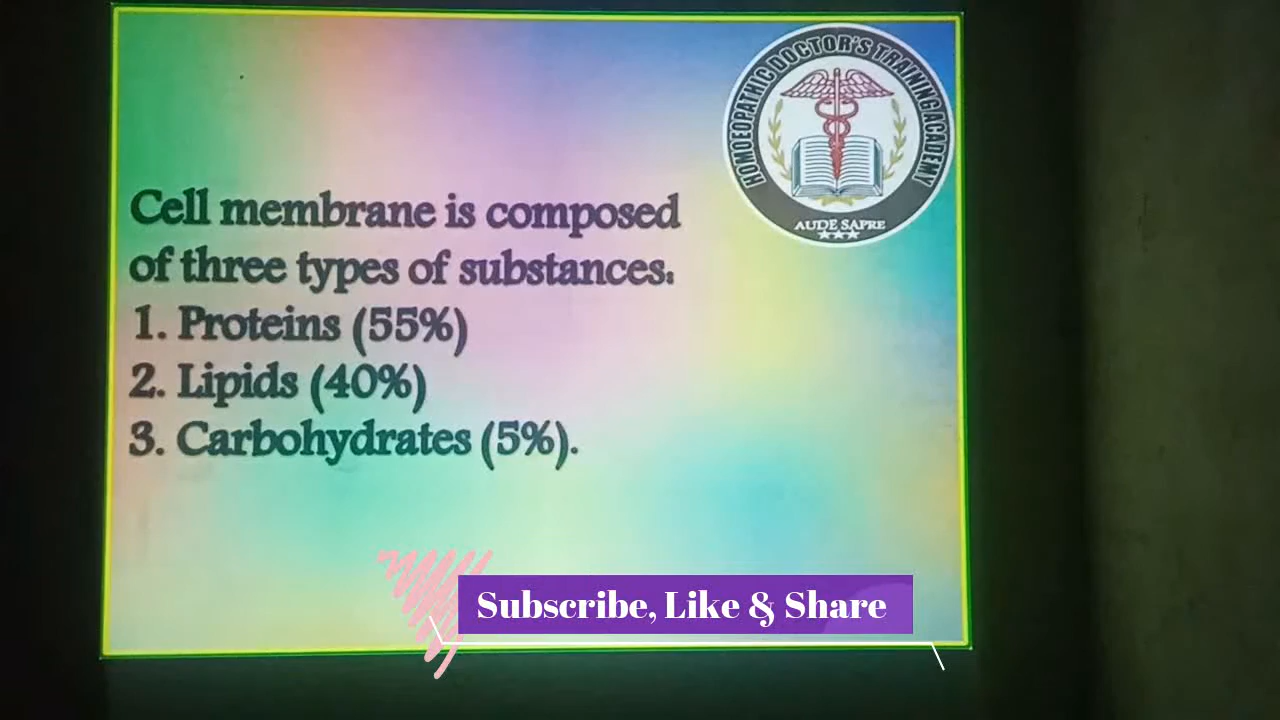 HOMOEOPATHIC DOCTOR'S TRAINING ACADEMY
AUDE SAPRE
Cell membrane is composed
of three types of substances:
1. Proteins (55%)
2. Lipids (40%)
3. Carbohydrates (5%).
Subscribe, Like & Share